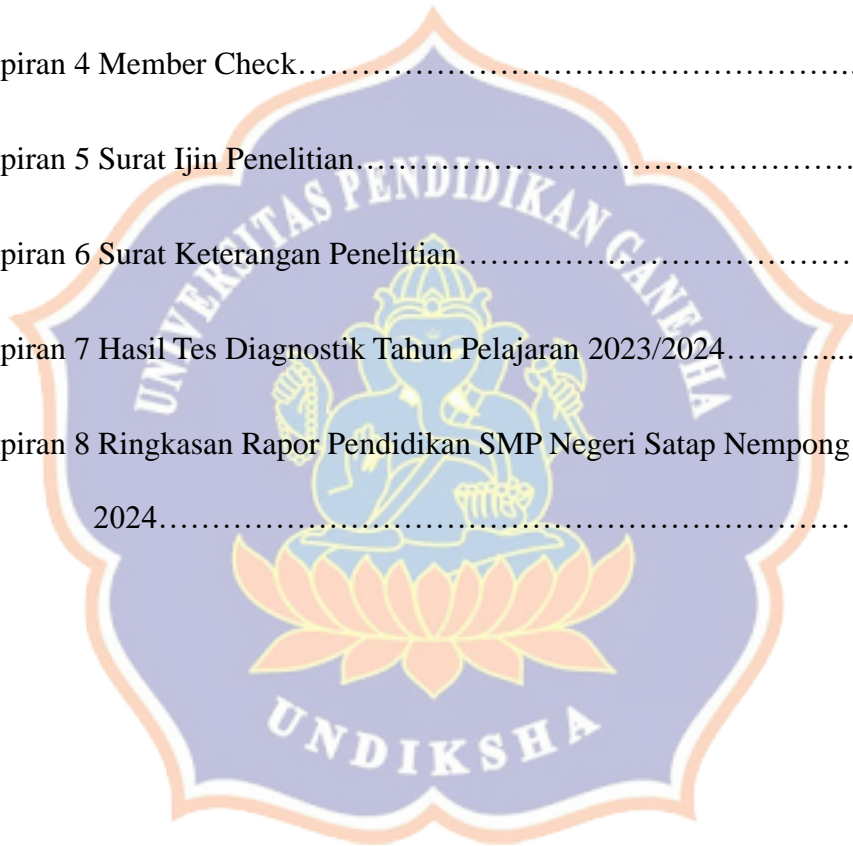 piran 4 Member Check……………………………………………….
piran 5 Surat Ijin Penelitian…………………………………………
piran 6 Surat Keterangan Penelitian…………………………………
piran 7 Hasil Tes Diagnostik Tahun Pelajaran 2023/2024………....
piran 8 Ringkasan Rapor Pendidikan SMP Negeri Satap Nempong
2024……………………………………………………………
UNIVERSITAS PENDIDIKAN GANESHA
UNDIKSHA